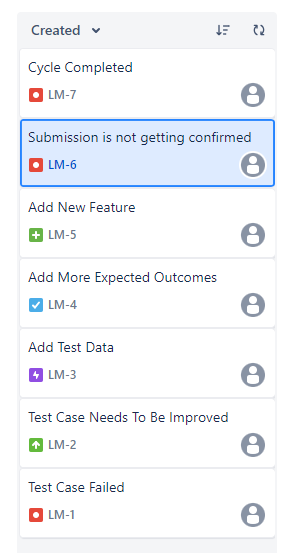 Created
Cycle Completed
LM-7
Submission is not getting confirmed
LM-6
Add New Feature
LM-5
Add More Expected Outcomes
LM-4
Add Test Data
LM-3
Test Case Needs To Be Improved
LM-2
Test Case Failed
LM-1